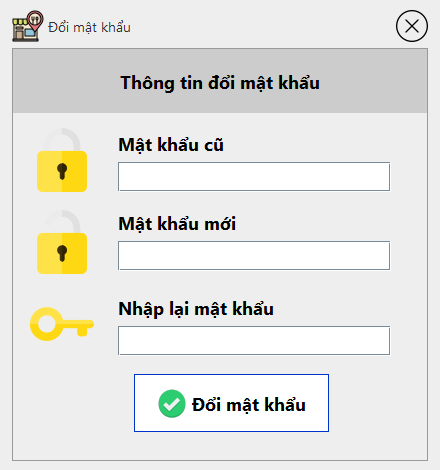 Đổi mật khẩu
Thông tin đổi mật khẩu
Mật khẩu cũ
Mật khẩu mới
Nhập lại mật khẩu
Đổi mật khẩu